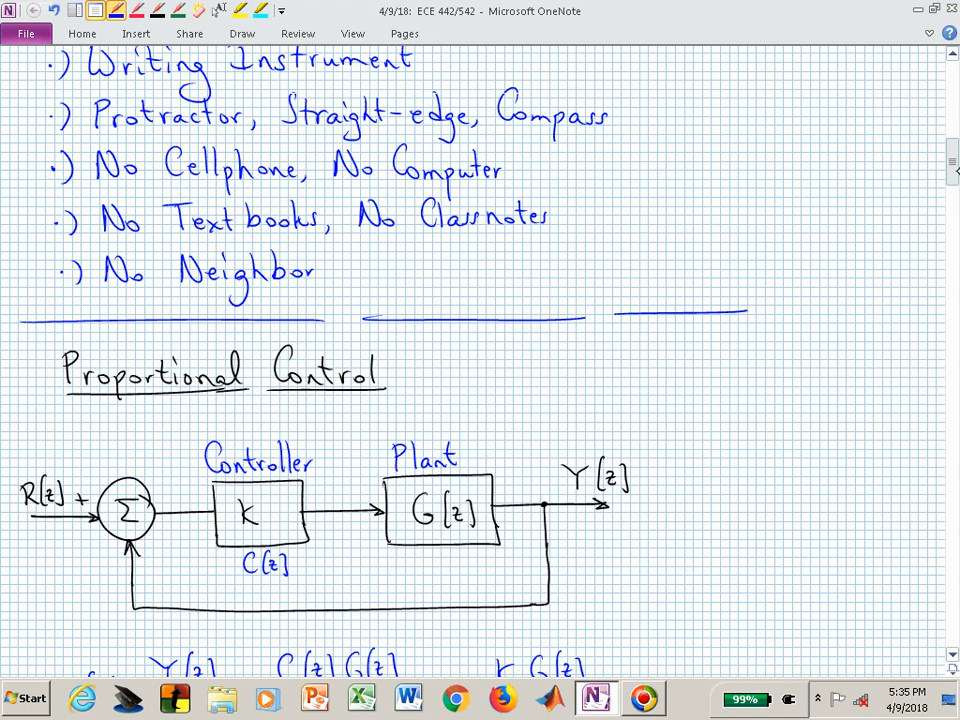 4/9/18: ECE 442/542 - Microsoft OneNote
File Home Insert Share Draw Review View Pages
·) Writing Instrument
·) Protractor, Straight-edge, Compass
·) No Cellphone, No Computer
·) No Textbooks, No Classnotes
·) No Neighbor
Proportional Control
Controller Plant
R[z] + Σ k G[z] Y[z]
C[z]
Y[z] C[z] G[z] k G[z]
Start 99% 5:35 PM
4/9/2018